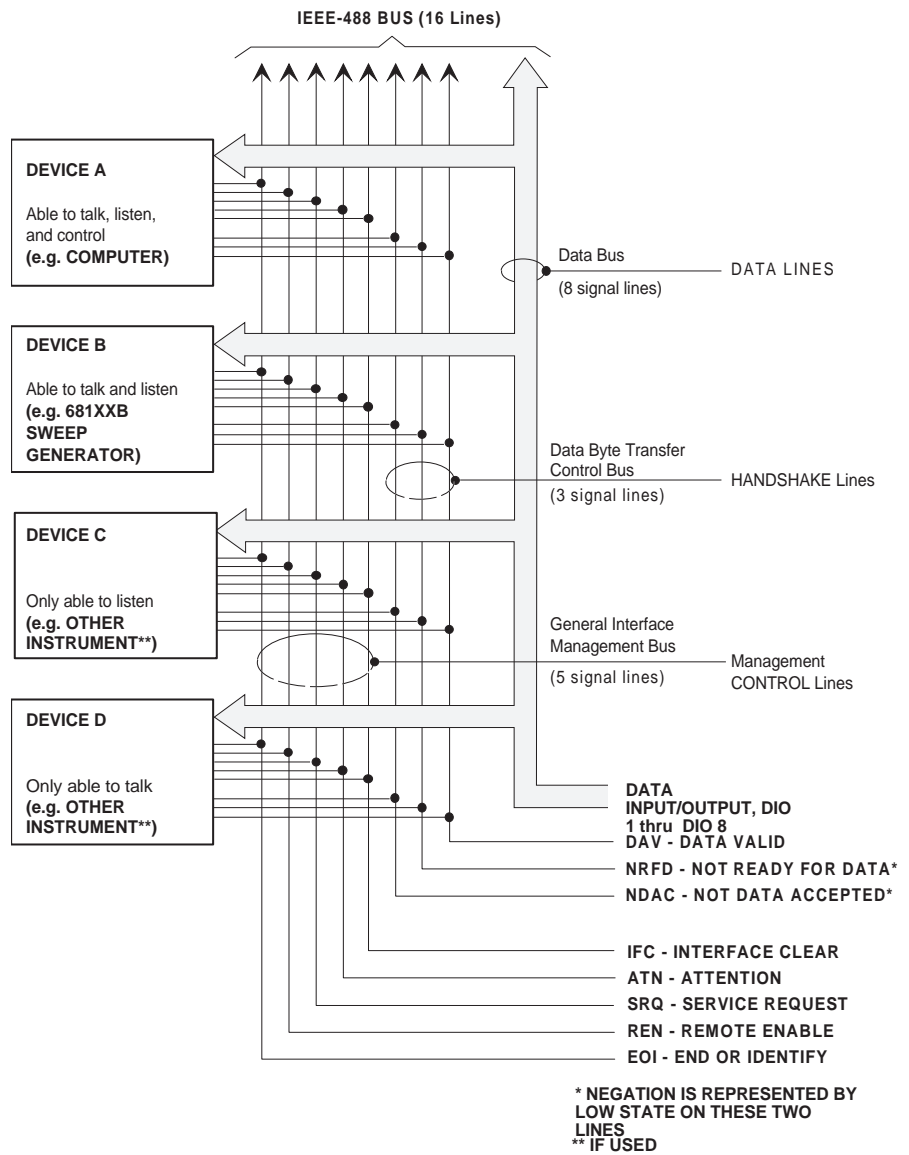 IEEE-488 BUS (16 Lines)
DEVICE A
Able to talk, listen,
and control
(e.g. COMPUTER)
Data Bus
(8 signal lines)
DATA LINES
DEVICE B
Able to talk and listen
(e.g. 681XXB
SWEEP
GENERATOR)
Data Byte Transfer
Control Bus
(3 signal lines)
HANDSHAKE Lines
DEVICE C
Only able to listen
(e.g. OTHER
INSTRUMENT**)
General Interface
Management Bus
(5 signal lines)
Management
CONTROL Lines
DEVICE D
Only able to talk
(e.g. OTHER
INSTRUMENT**)
DATA
INPUT/OUTPUT, DIO
1 thru DIO 8
DAV - DATA VALID
NRFD - NOT READY FOR DATA*
NDAC - NOT DATA ACCEPTED*
IFC - INTERFACE CLEAR
ATN - ATTENTION
SRQ - SERVICE REQUEST
REN - REMOTE ENABLE
EOI - END OR IDENTIFY
* NEGATION IS REPRESENTED BY
LOW STATE ON THESE TWO
LINES
** IF USED